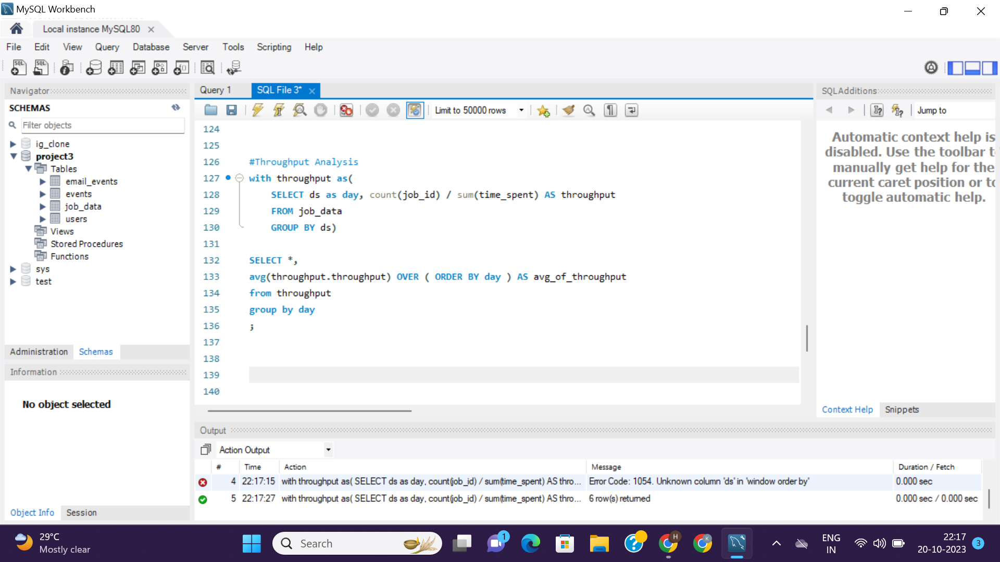 MySQL Workbench
Local instance MySQL80
File Edit View Query Database Server Tools Scripting Help
Navigator
SCHEMAS
Filter objects
ig_clone
project3
Tables
email_events
events
job_data
users
Views
Stored Procedures
Functions
sys
test
Administration Schemas
Information
No object selected
Object Info Session
Query 1 SQL File 3*
Limit to 50000 rows
124
125
126 #Throughput Analysis
127 with throughput as(
128 SELECT ds as day, count(job_id) / sum(time_spent) AS throughput
129 FROM job_data
130 GROUP BY ds)
131
132 SELECT *,
133 avg(throughput.throughput) OVER ( ORDER BY day ) AS avg_of_throughput
134 from throughput
135 group by day
136 ;
137
138
139
140
SQLAdditions
Jump to
Automatic context help is
disabled. Use the toolbar t
manually get help for the
current caret position or to
toggle automatic help.
Context Help Snippets
Output
Action Output
# Time Action Message Duration / Fetch
4 22:17:15 with throughput as( SELECT ds as day, count(job_id) / sum(time_spent) AS thro... Error Code: 1054. Unknown column 'ds' in 'window order by' 0.000 sec
5 22:17:27 with throughput as( SELECT ds as day, count(job_id) / sum(time_spent) AS thro... 6 row(s) returned 0.000 sec / 0.000 sec
29°C
Mostly clear
Search
1
H
K
ENG
IN
22:17
20-10-2023
3